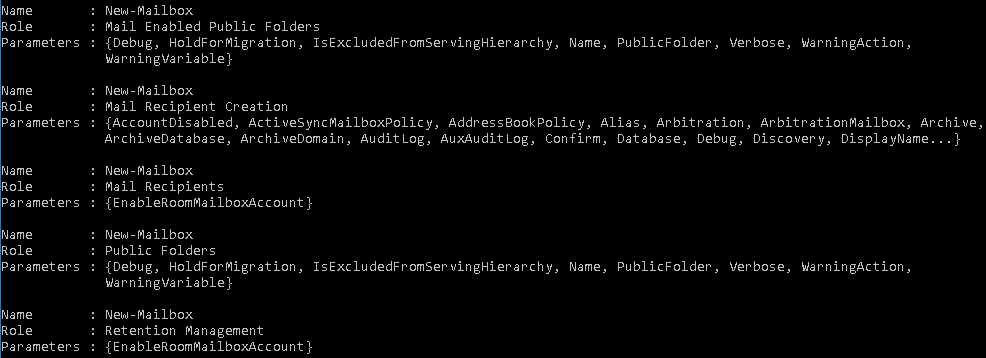 Name       : New-Mailbox
Role       : Mail Enabled Public Folders
Parameters : {Debug, HoldForMigration, IsExcludedFromServingHierarchy, Name, PublicFolder, Verbose, WarningAction,
             WarningVariable}
Name       : New-Mailbox
Role       : Mail Recipient Creation
Parameters : {AccountDisabled, ActiveSyncMailboxPolicy, AddressBookPolicy, Alias, Arbitration, ArbitrationMailbox, Archive,
             ArchiveDatabase, ArchiveDomain, AuditLog, AuxAuditLog, Confirm, Database, Debug, Discovery, DisplayName...}
Name       : New-Mailbox
Role       : Mail Recipients
Parameters : {EnableRoomMailboxAccount}
Name       : New-Mailbox
Role       : Public Folders
Parameters : {Debug, HoldForMigration, IsExcludedFromServingHierarchy, Name, PublicFolder, Verbose, WarningAction,
             WarningVariable}
Name       : New-Mailbox
Role       : Retention Management
Parameters : {EnableRoomMailboxAccount}